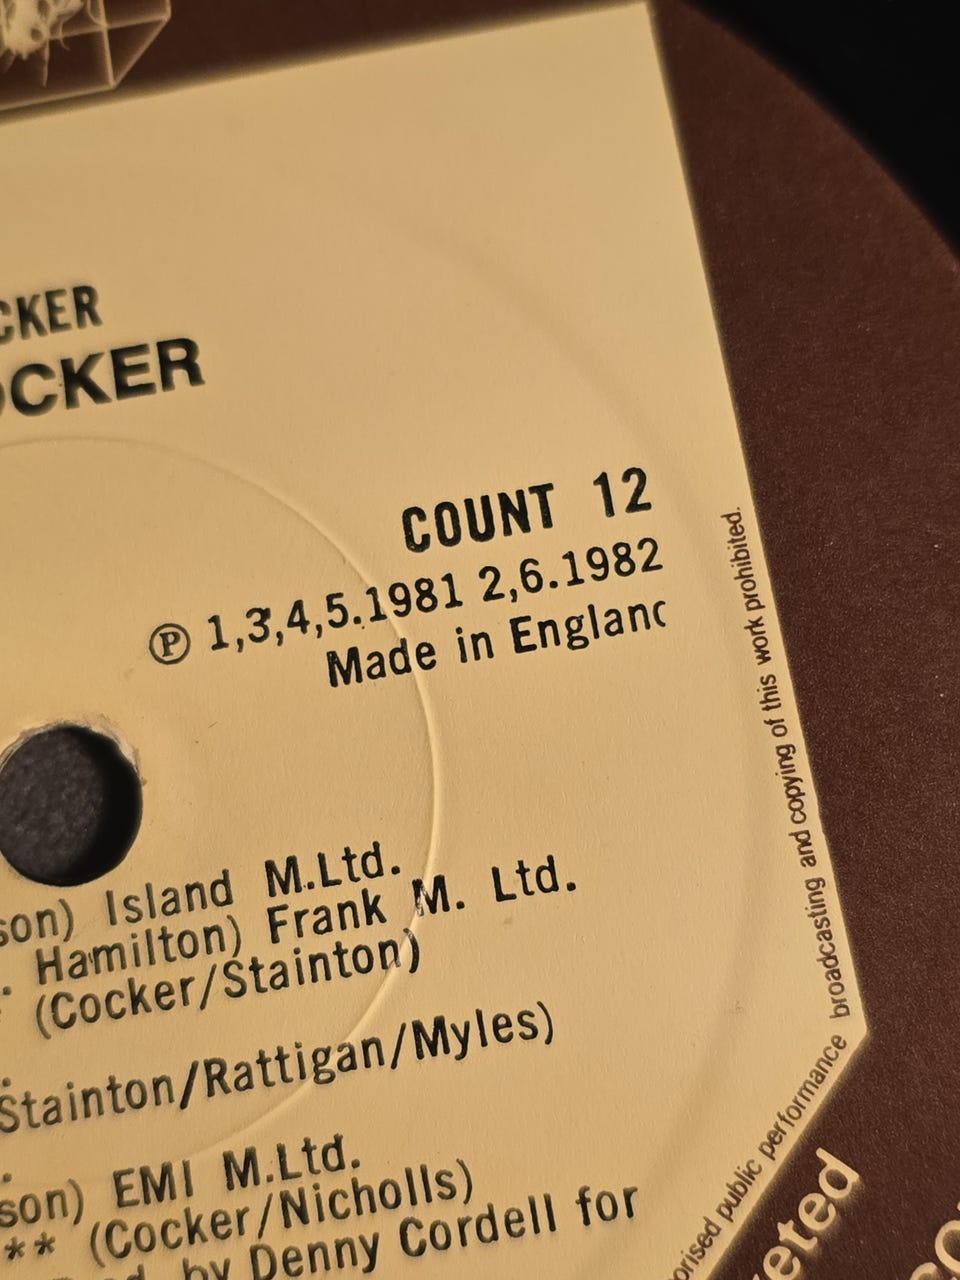 CKER
OCKER
COUNT 12
℗ 1,3,4,5.1981 2,6.1982
Made in Englanc
son) Island M.Ltd.
. Hamilton) Frank M. Ltd.
(Cocker/Stainton)
Stainton/Rattigan/Myles)
son) EMI M.Ltd.
** (Cocker/Nicholls)
by Denny Cordell for
orised public performance broadcasting and copying of this work prohibited.
eted